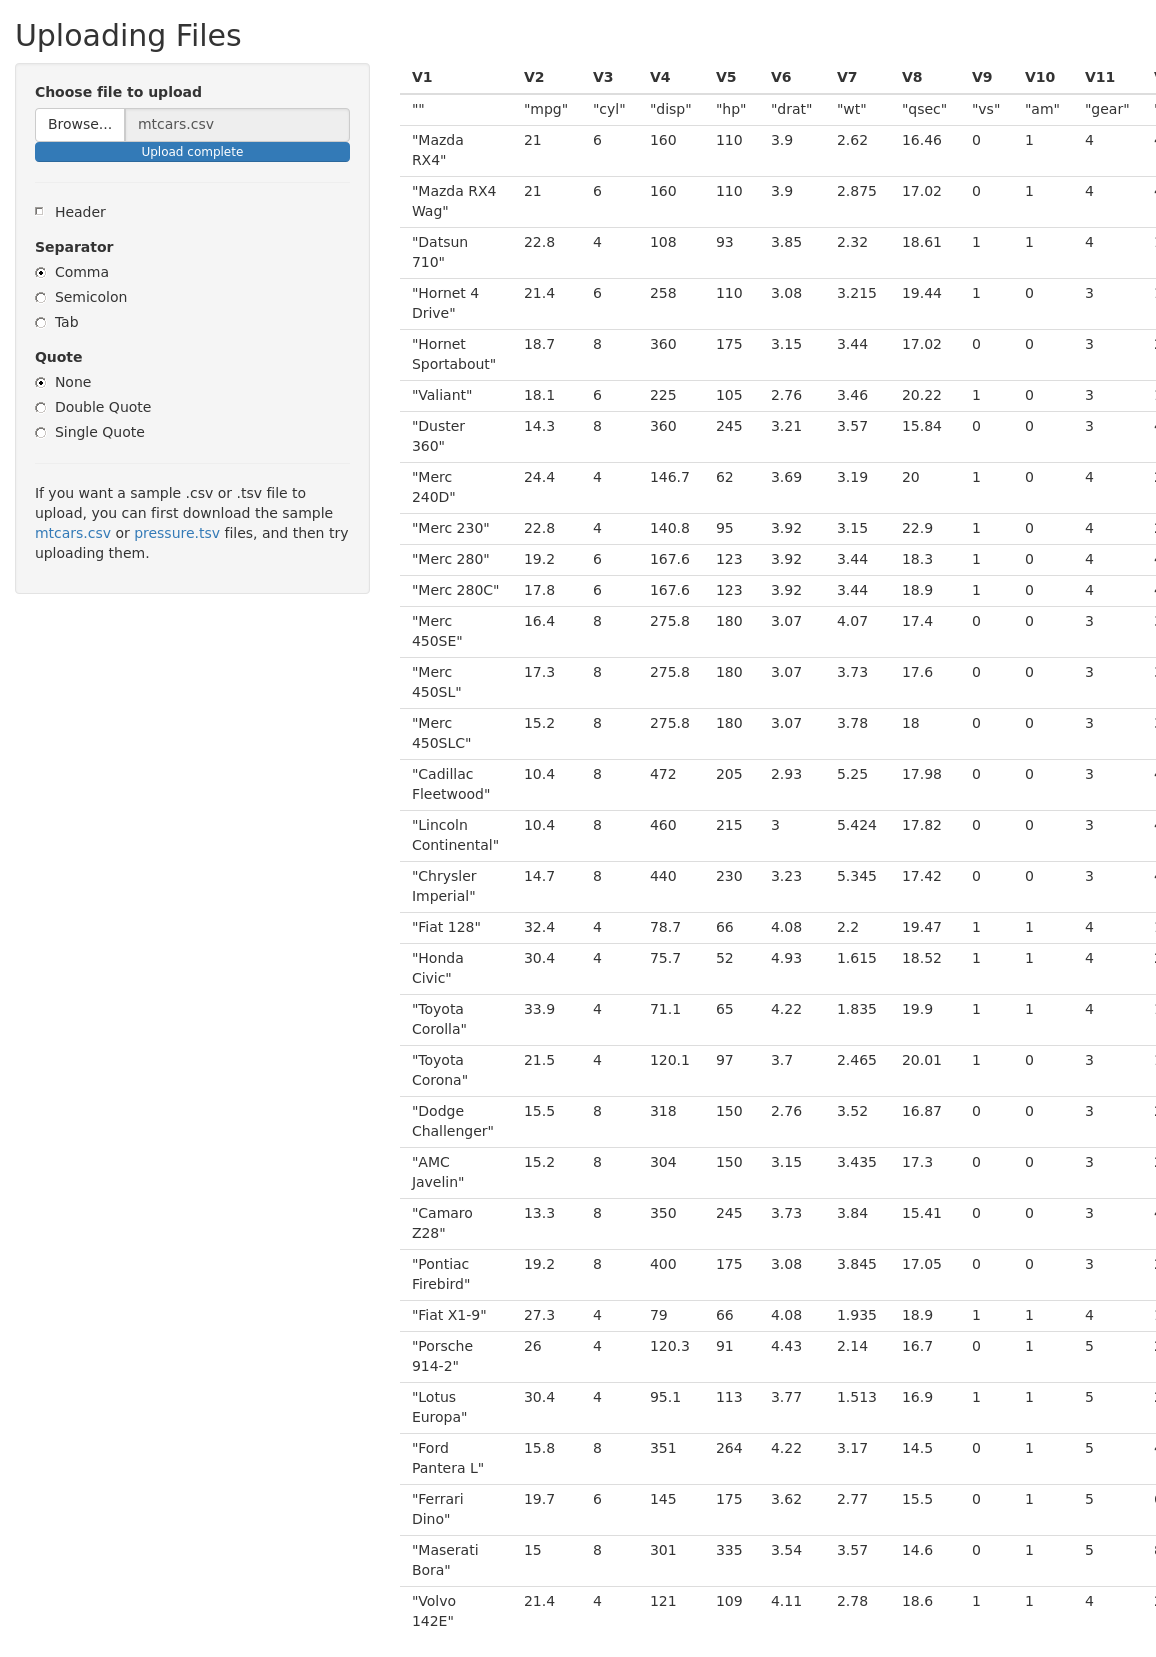 Uploading Files
Choose file to upload
Browse... mtcars.csv
Upload complete
Header
Separator
Comma
Semicolon
Tab
Quote
None
Double Quote
Single Quote
If you want a sample .csv or .tsv file to
upload, you can first download the sample
mtcars.csv or pressure.tsv files, and then try
uploading them.
V1 V2 V3 V4 V5 V6 V7 V8 V9 V10 V11
"" "mpg" "cyl" "disp" "hp" "drat" "wt" "qsec" "vs" "am" "gear"
"Mazda 21 6 160 110 3.9 2.62 16.46 0 1 4
RX4"
"Mazda RX4 21 6 160 110 3.9 2.875 17.02 0 1 4
Wag"
"Datsun 22.8 4 108 93 3.85 2.32 18.61 1 1 4
710"
"Hornet 4 21.4 6 258 110 3.08 3.215 19.44 1 0 3
Drive"
"Hornet 18.7 8 360 175 3.15 3.44 17.02 0 0 3
Sportabout"
"Valiant" 18.1 6 225 105 2.76 3.46 20.22 1 0 3
"Duster 14.3 8 360 245 3.21 3.57 15.84 0 0 3
360"
"Merc 24.4 4 146.7 62 3.69 3.19 20 1 0 4
240D"
"Merc 230" 22.8 4 140.8 95 3.92 3.15 22.9 1 0 4
"Merc 280" 19.2 6 167.6 123 3.92 3.44 18.3 1 0 4
"Merc 280C" 17.8 6 167.6 123 3.92 3.44 18.9 1 0 4
"Merc 16.4 8 275.8 180 3.07 4.07 17.4 0 0 3
450SE"
"Merc 17.3 8 275.8 180 3.07 3.73 17.6 0 0 3
450SL"
"Merc 15.2 8 275.8 180 3.07 3.78 18 0 0 3
450SLC"
"Cadillac 10.4 8 472 205 2.93 5.25 17.98 0 0 3
Fleetwood"
"Lincoln 10.4 8 460 215 3 5.424 17.82 0 0 3
Continental"
"Chrysler 14.7 8 440 230 3.23 5.345 17.42 0 0 3
Imperial"
"Fiat 128" 32.4 4 78.7 66 4.08 2.2 19.47 1 1 4
"Honda 30.4 4 75.7 52 4.93 1.615 18.52 1 1 4
Civic"
"Toyota 33.9 4 71.1 65 4.22 1.835 19.9 1 1 4
Corolla"
"Toyota 21.5 4 120.1 97 3.7 2.465 20.01 1 0 3
Corona"
"Dodge 15.5 8 318 150 2.76 3.52 16.87 0 0 3
Challenger"
"AMC 15.2 8 304 150 3.15 3.435 17.3 0 0 3
Javelin"
"Camaro 13.3 8 350 245 3.73 3.84 15.41 0 0 3
Z28"
"Pontiac 19.2 8 400 175 3.08 3.845 17.05 0 0 3
Firebird"
"Fiat X1-9" 27.3 4 79 66 4.08 1.935 18.9 1 1 4
"Porsche 26 4 120.3 91 4.43 2.14 16.7 0 1 5
914-2"
"Lotus 30.4 4 95.1 113 3.77 1.513 16.9 1 1 5
Europa"
"Ford 15.8 8 351 264 4.22 3.17 14.5 0 1 5
Pantera L"
"Ferrari 19.7 6 145 175 3.62 2.77 15.5 0 1 5
Dino"
"Maserati 15 8 301 335 3.54 3.57 14.6 0 1 5
Bora"
"Volvo 21.4 4 121 109 4.11 2.78 18.6 1 1 4
142E"